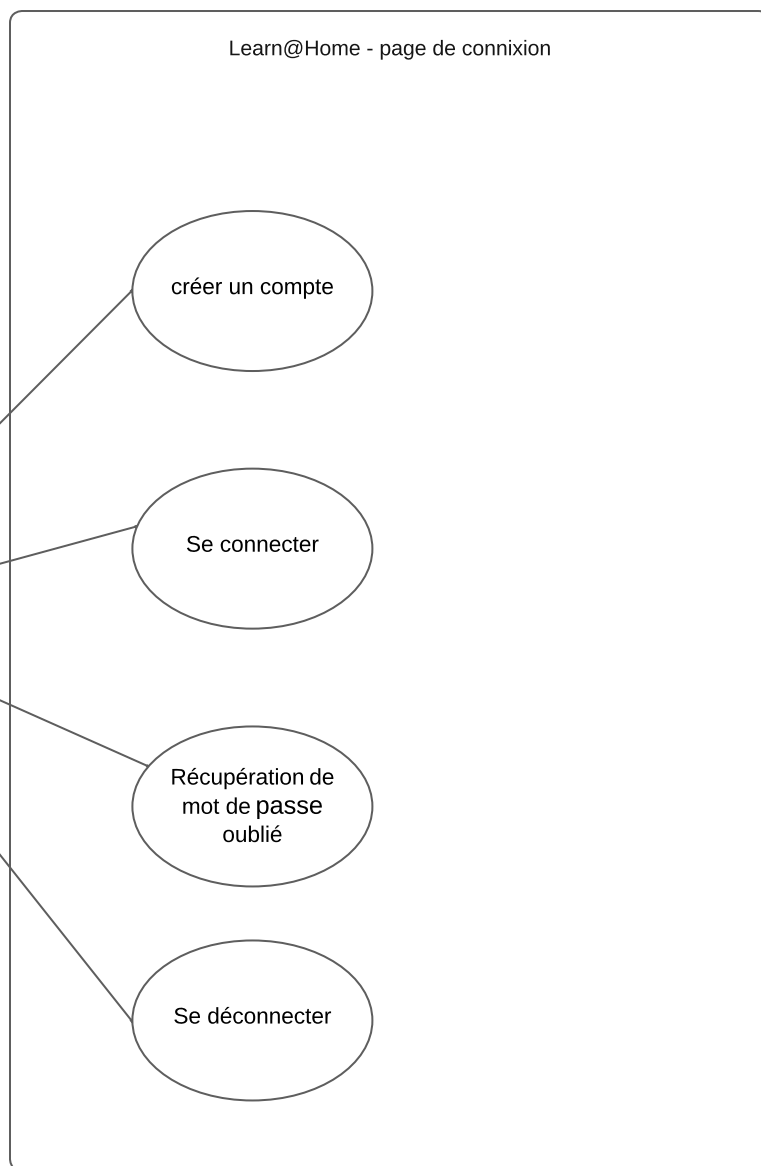 Learn@Home - page de connixion
créer un compte
Se connecter
Récupération de
mot de passe
oublié
Se déconnecter